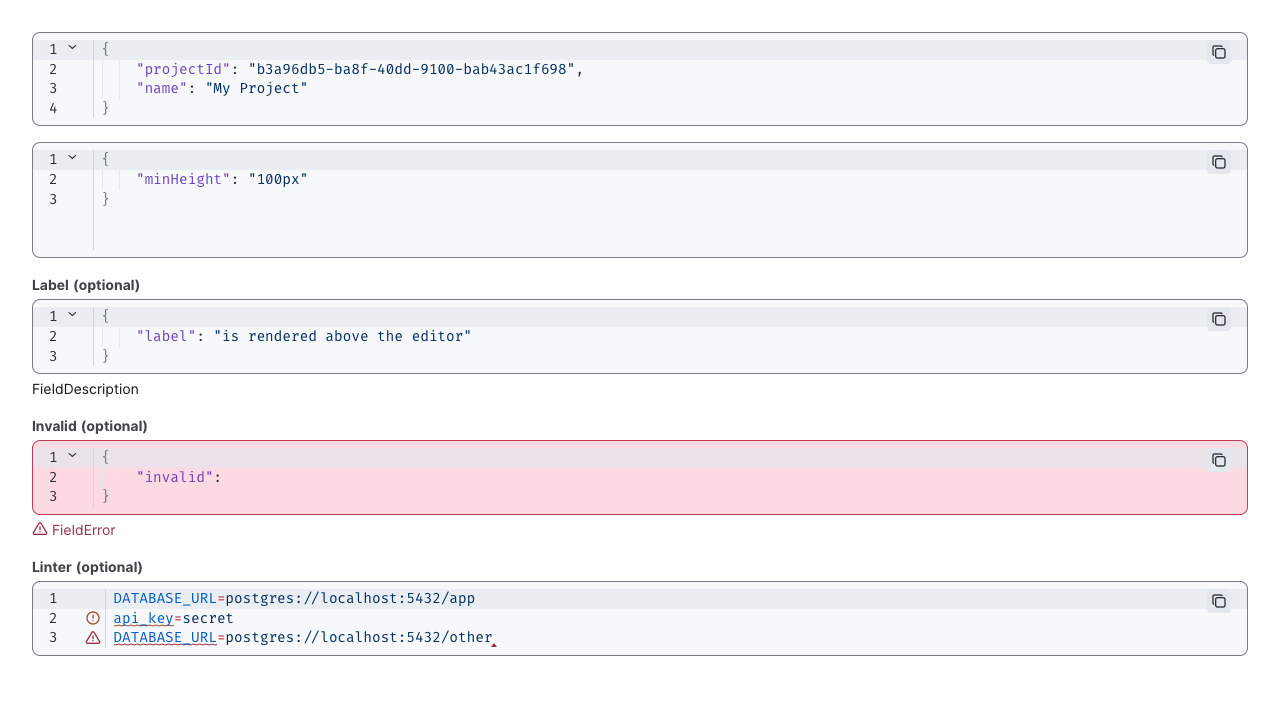 1 {
2 "projectId": "b3a96db5-ba8f-40dd-9100-bab43ac1f698",
3 "name": "My Project"
4 }
1 {
2 "minHeight": "100px"
3 }
Label (optional)
1 {
2 "label": "is rendered above the editor"
3 }
FieldDescription
Invalid (optional)
1 {
2 "invalid":
3 }
FieldError
Linter (optional)
1 DATABASE_URL=postgres://localhost:5432/app
2 api_key=secret
3 DATABASE_URL=postgres://localhost:5432/other